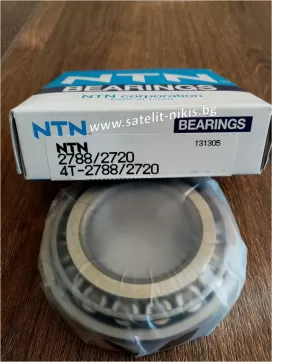 NTN
BEARINGS
NTN corporation
www.satelit-nikis.bg
NTN
BEARINGS
NTN
131305
2788/2720
4T-2788/2720